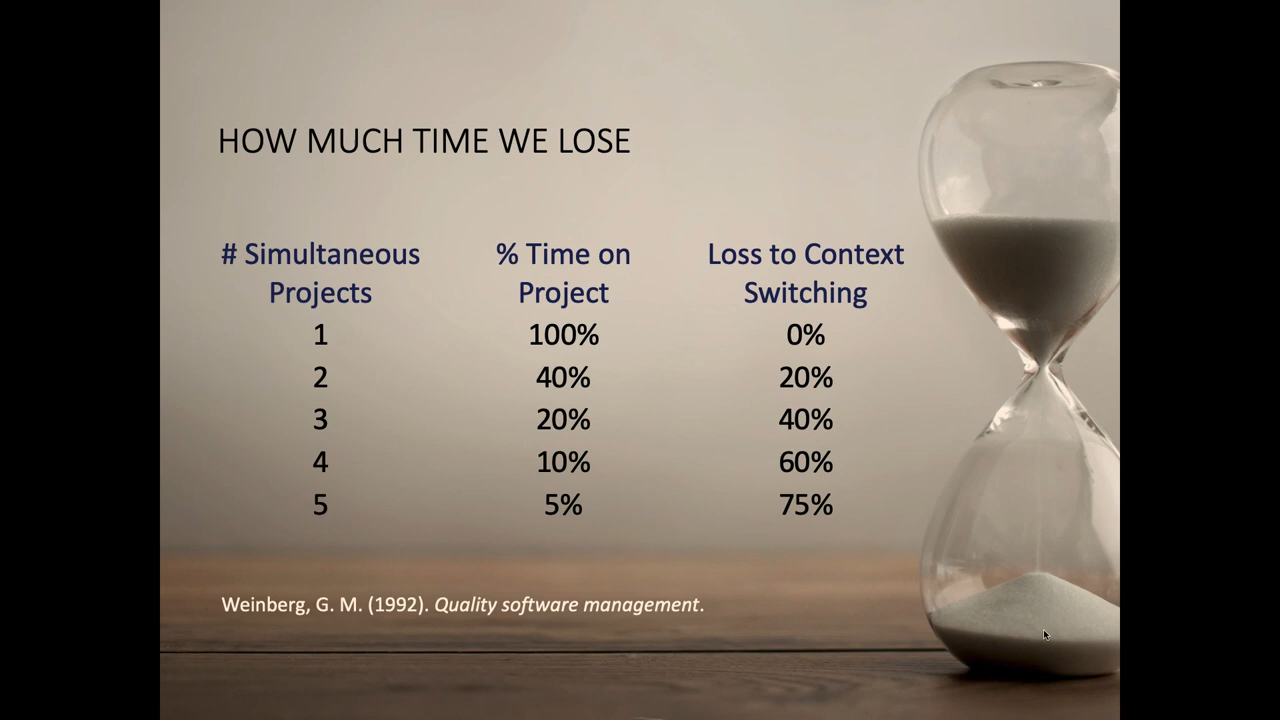 HOW MUCH TIME WE LOSE
# Simultaneous Projects % Time on Project Loss to Context Switching
1 100% 0%
2 40% 20%
3 20% 40%
4 10% 60%
5 5% 75%
Weinberg, G. M. (1992). Quality software management.